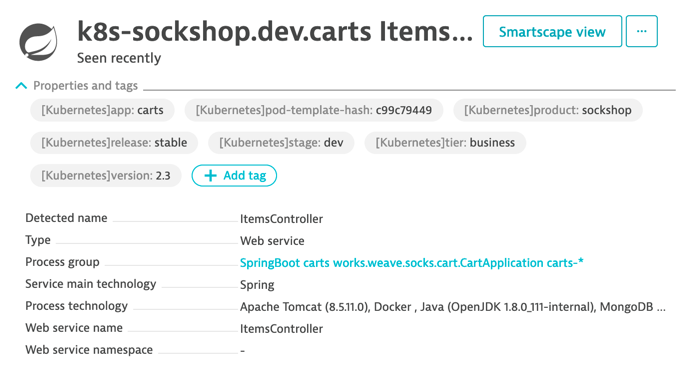 k8s-sockshop.dev.carts Items...
Smartscape view
...
Seen recently
Properties and tags
[Kubernetes]app: carts [Kubernetes]pod-template-hash: c99c79449 [Kubernetes]product: sockshop
[Kubernetes]release: stable [Kubernetes]stage: dev [Kubernetes]tier: business
[Kubernetes]version: 2.3 + Add tag
Detected name ItemsController
Type Web service
Process group SpringBoot carts works.weave.socks.cart.CartApplication carts-*
Service main technology Spring
Process technology Apache Tomcat (8.5.11.0), Docker , Java (OpenJDK 1.8.0_111-internal), MongoDB ...
Web service name ItemsController
Web service namespace -